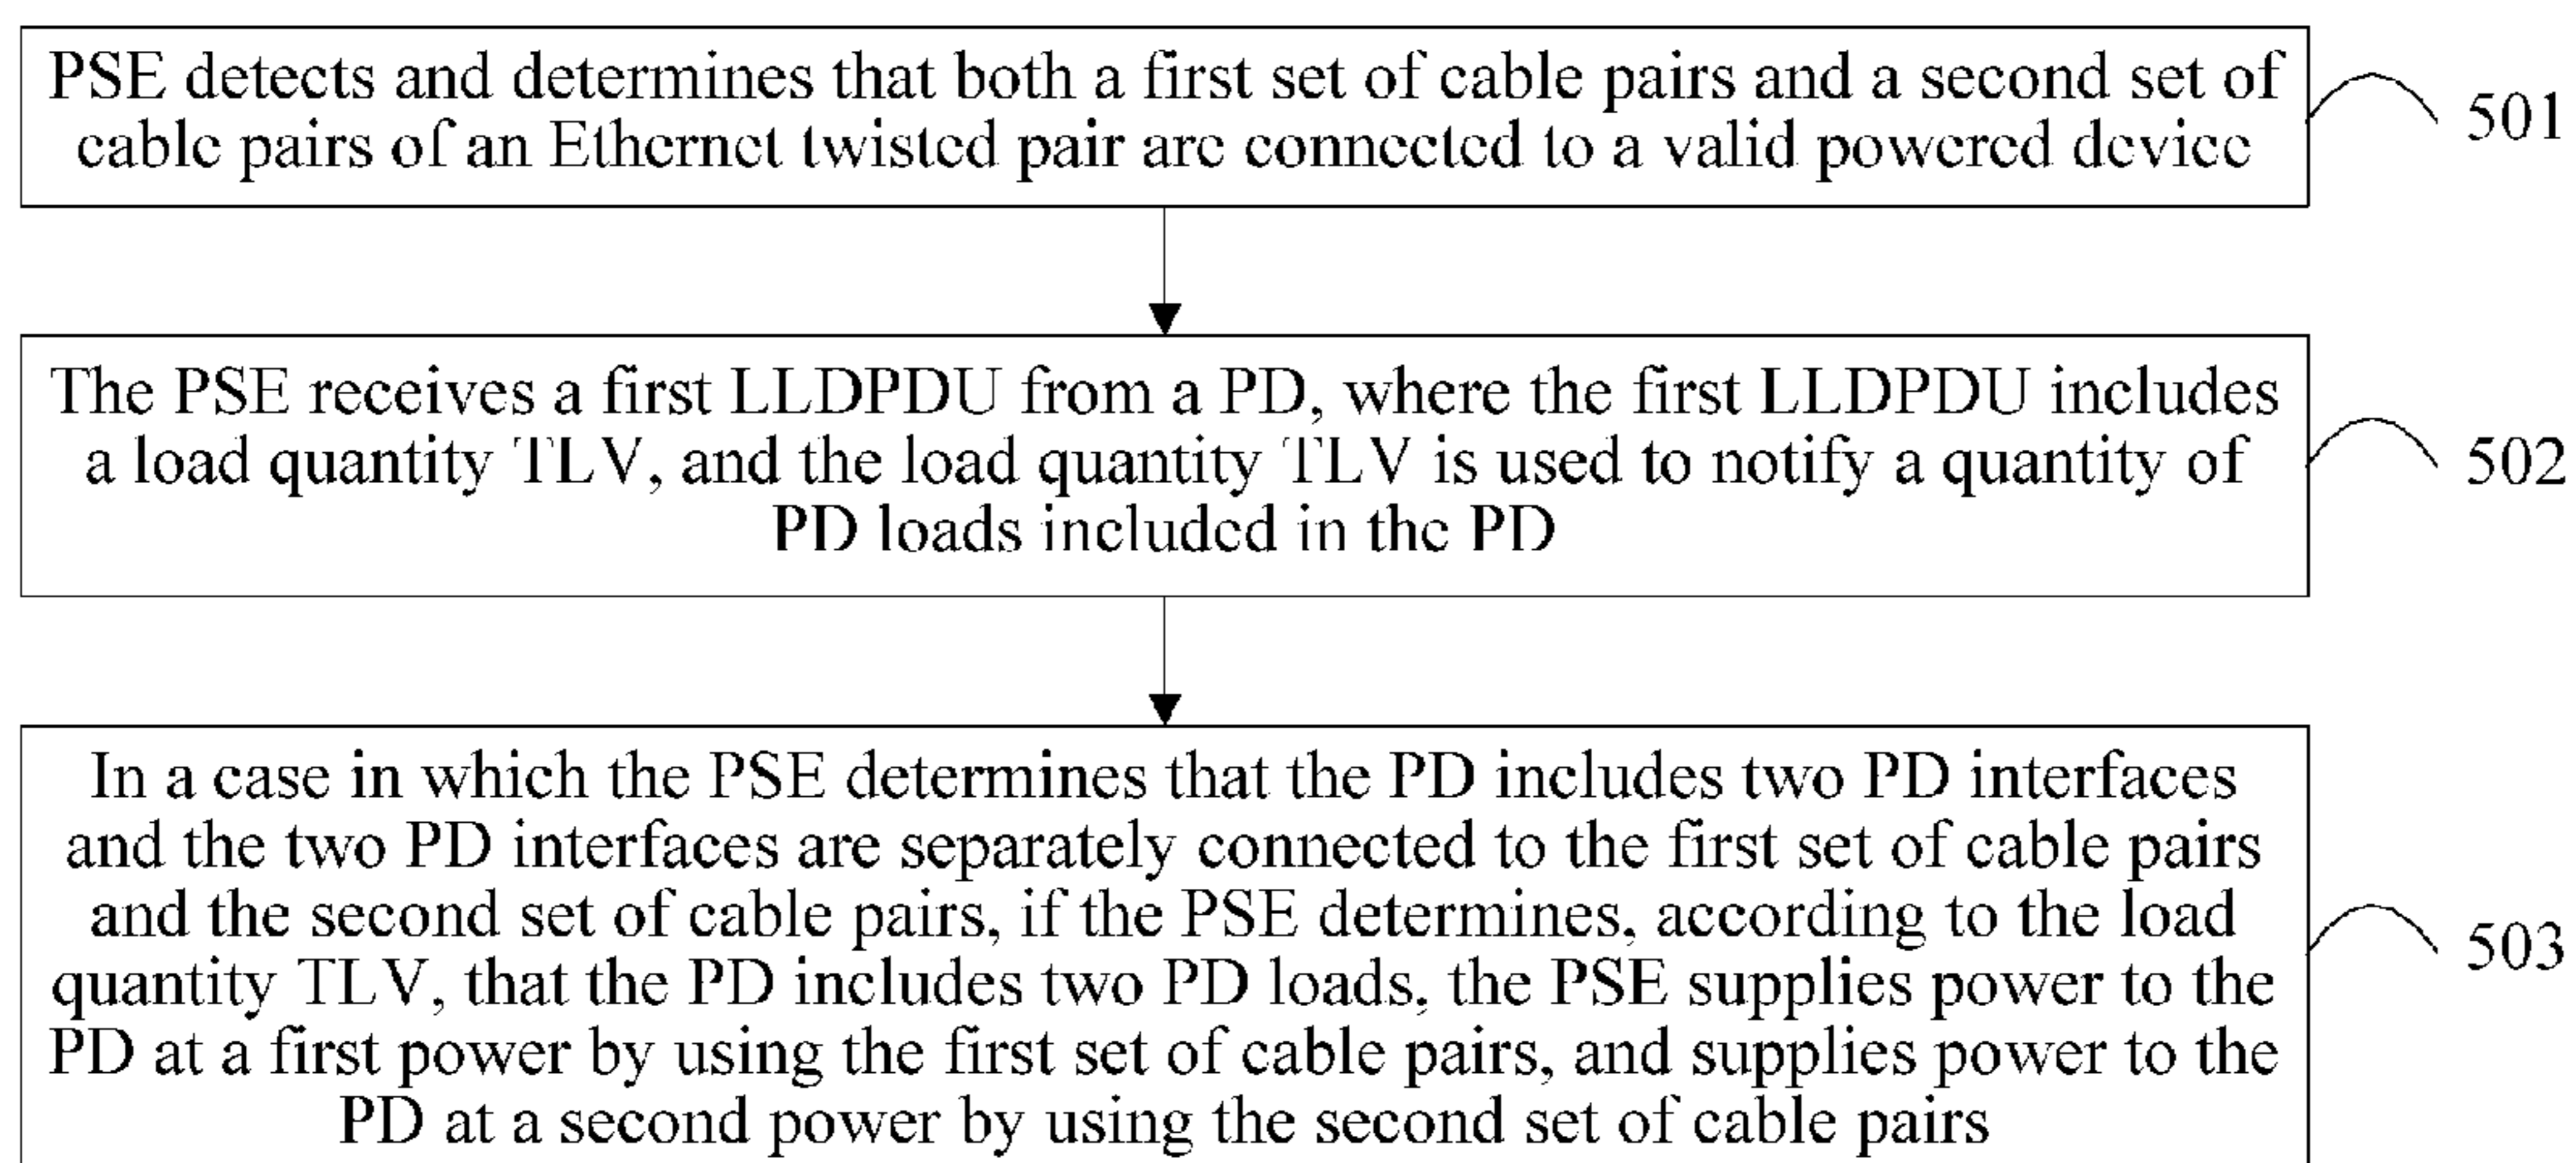 PSE detects and determines that both a first set of cable pairs and a second set of
cable pairs of an Ethernet twisted pair are connected to a valid powered device
501
The PSE receives a first LLDPDU from a PD, where the first LLDPDU includes
a load quantity TLV, and the load quantity TLV is used to notify a quantity of
PD loads included in the PD
502
In a case in which the PSE determines that the PD includes two PD interfaces
and the two PD interfaces are separately connected to the first set of cable pairs
and the second set of cable pairs, if the PSE determines, according to the load
quantity TLV, that the PD includes two PD loads, the PSE supplies power to the
PD at a first power by using the first set of cable pairs, and supplies power to the
PD at a second power by using the second set of cable pairs
503